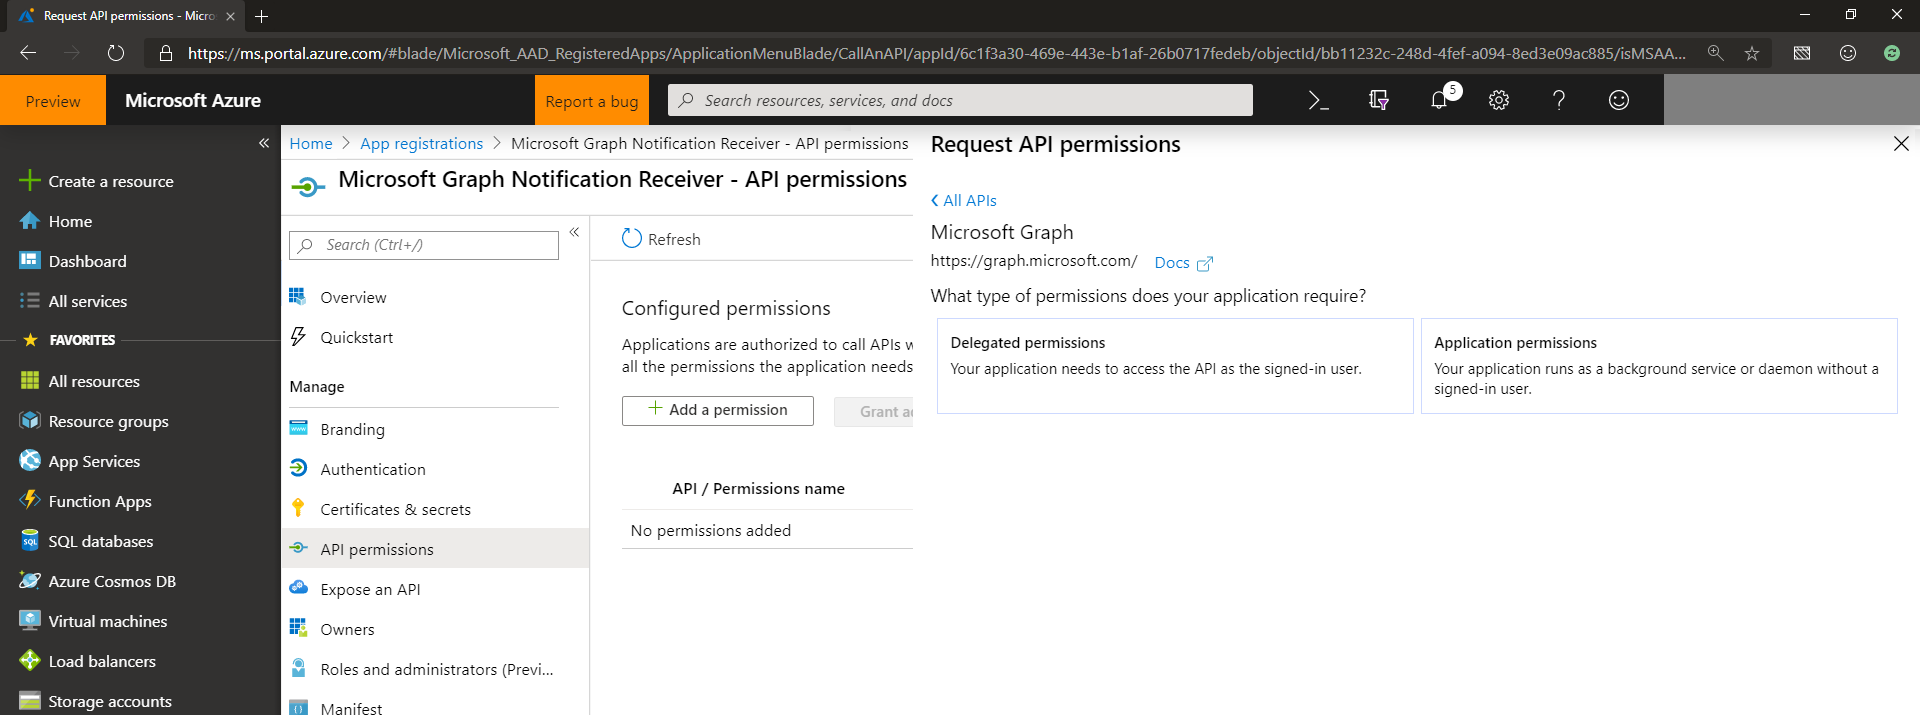 Request API permissions - Micro
https://ms.portal.azure.com/#blade/Microsoft_AAD_RegisteredApps/ApplicationMenuBlade/CallAnAPI/appId/6c1f3a30-469e-443e-b1af-26b0717fedeb/objectId/bb11232c-248d-4fef-a094-8ed3e09ac885/isMSAA...
Preview
Microsoft Azure
Report a bug
Search resources, services, and docs
5
Create a resource
Home
Dashboard
All services
FAVORITES
All resources
Resource groups
App Services
Function Apps
SQL databases
Azure Cosmos DB
Virtual machines
Load balancers
Storage accounts
Home > App registrations > Microsoft Graph Notification Receiver - API permissions
Microsoft Graph Notification Receiver - API permissions
Search (Ctrl+/)
Overview
Quickstart
Manage
Branding
Authentication
Certificates & secrets
API permissions
Expose an API
Owners
Roles and administrators (Previ...
Manifest
Refresh
Configured permissions
Applications are authorized to call APIs w
all the permissions the application needs
Add a permission
Grant ad
API / Permissions name
No permissions added
Request API permissions
All APIs
Microsoft Graph
https://graph.microsoft.com/ Docs
What type of permissions does your application require?
Delegated permissions
Your application needs to access the API as the signed-in user.
Application permissions
Your application runs as a background service or daemon without a
signed-in user.